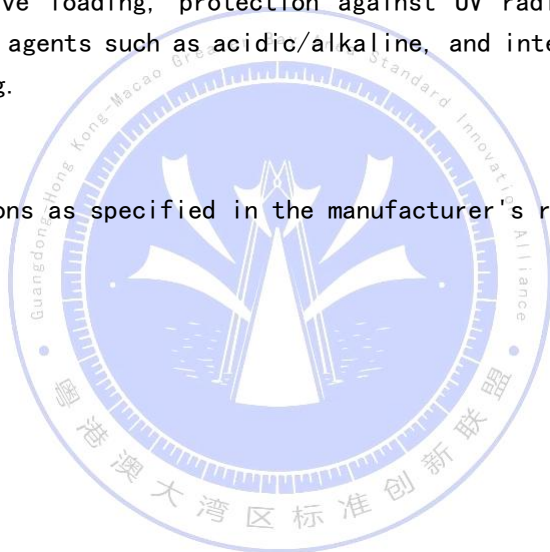 ve loading, protection against UV radi
agents such as acidic/alkaline, and inte
g.
ons as specified in the manufacturer's r
Guangdong-Hong Kong-Macao Greater Bay Area Standard Innovation Alliance
粤港澳大湾区标准创新联盟